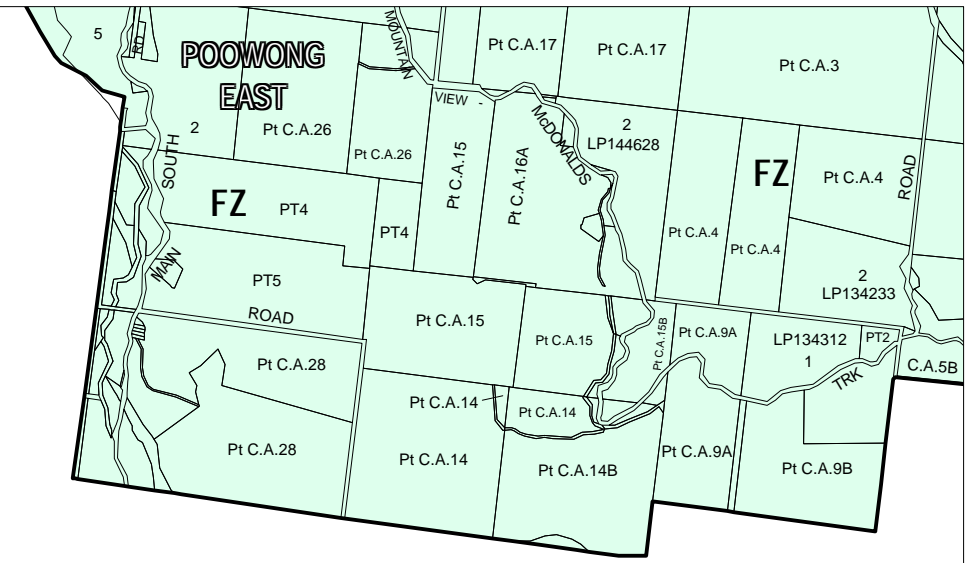 5
RD
POOWONG
EAST
MOUNTAIN
Pt C.A.17
Pt C.A.17
Pt C.A.3
VIEW -
2
Pt C.A.26
Pt C.A.26
SOUTH
Pt C.A.15
Pt C.A.16A
McDONALDS
2
LP144628
FZ
Pt C.A.4
ROAD
FZ
PT4
PT4
Pt C.A.4
Pt C.A.4
MAIN
PT5
2
LP134233
ROAD
Pt C.A.15
Pt C.A.15
Pt C.A.15B
Pt C.A.9A
LP134312
1
PT2
TRK
C.A.5B
Pt C.A.28
Pt C.A.14
Pt C.A.14
Pt C.A.28
Pt C.A.14
Pt C.A.14B
Pt C.A.9A
Pt C.A.9B